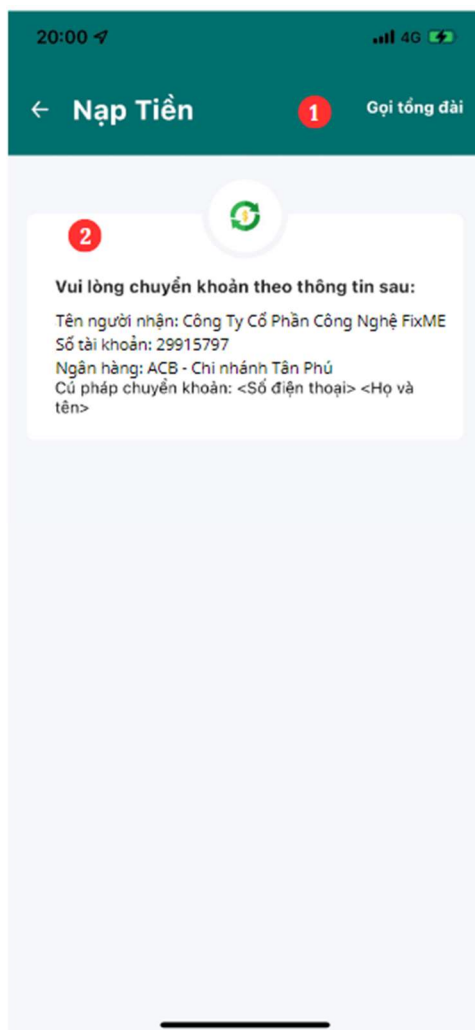 20:00
4G
Nạp Tiền
1
Gọi tổng đài
2
Vui lòng chuyển khoản theo thông tin sau:
Tên người nhận: Công Ty Cổ Phần Công Nghệ FixME
Số tài khoản: 29915797
Ngân hàng: ACB - Chi nhánh Tân Phú
Cú pháp chuyển khoản: <Số điện thoại> <Họ và
tên>